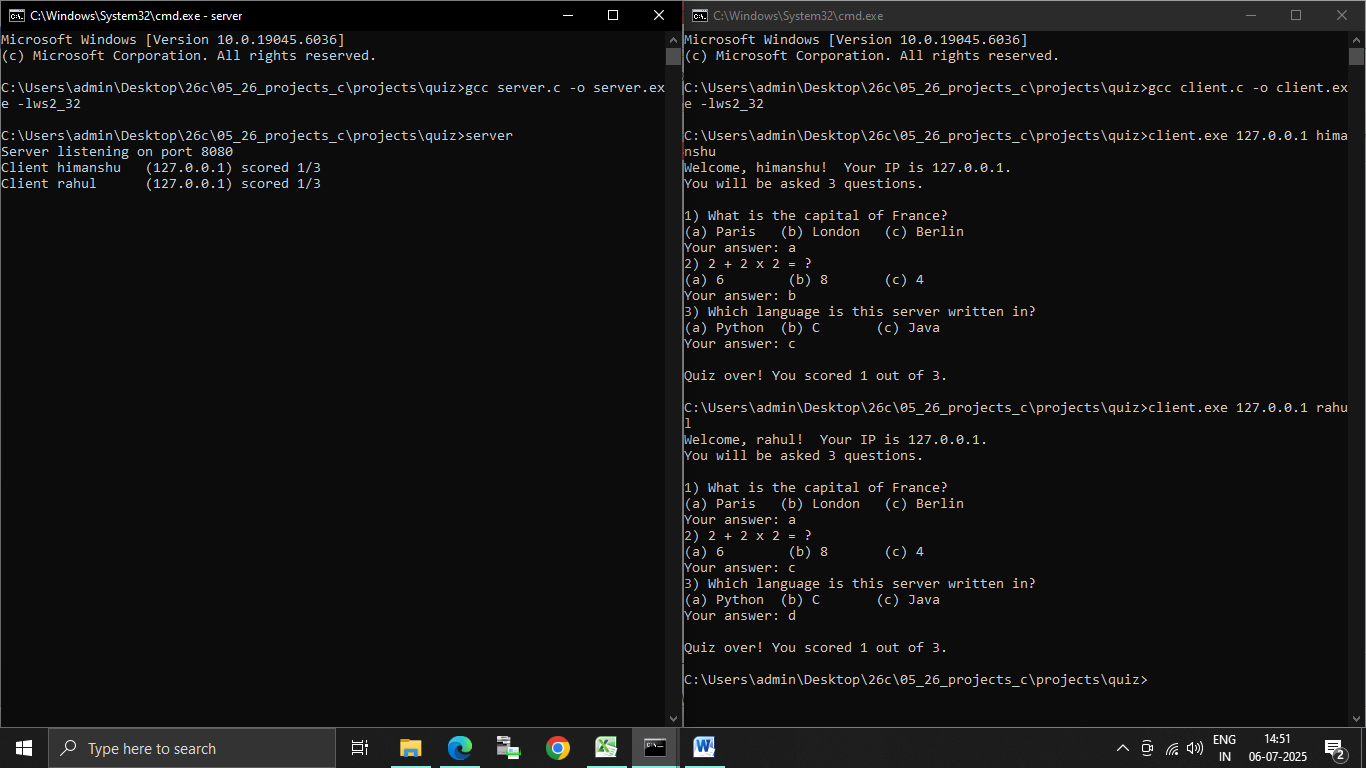 C:\Windows\System32\cmd.exe - server
Microsoft Windows [Version 10.0.19045.6036]
(c) Microsoft Corporation. All rights reserved.
C:\Users\admin\Desktop\26c\05_26_projects_c\projects\quiz>gcc server.c -o server.ex
e -lws2_32
C:\Users\admin\Desktop\26c\05_26_projects_c\projects\quiz>server
Server listening on port 8080
Client himanshu   (127.0.0.1) scored 1/3
Client rahul      (127.0.0.1) scored 1/3
C:\Windows\System32\cmd.exe
Microsoft Windows [Version 10.0.19045.6036]
(c) Microsoft Corporation. All rights reserved.
C:\Users\admin\Desktop\26c\05_26_projects_c\projects\quiz>gcc client.c -o client.ex
e -lws2_32
C:\Users\admin\Desktop\26c\05_26_projects_c\projects\quiz>client.exe 127.0.0.1 hima
nshu
Welcome, himanshu!  Your IP is 127.0.0.1.
You will be asked 3 questions.
1) What is the capital of France?
(a) Paris   (b) London   (c) Berlin
Your answer: a
2) 2 + 2 x 2 = ?
(a) 6        (b) 8       (c) 4
Your answer: b
3) Which language is this server written in?
(a) Python  (b) C       (c) Java
Your answer: c
Quiz over! You scored 1 out of 3.
C:\Users\admin\Desktop\26c\05_26_projects_c\projects\quiz>client.exe 127.0.0.1 rahu
l
Welcome, rahul!  Your IP is 127.0.0.1.
You will be asked 3 questions.
1) What is the capital of France?
(a) Paris   (b) London   (c) Berlin
Your answer: a
2) 2 + 2 x 2 = ?
(a) 6        (b) 8       (c) 4
Your answer: c
3) Which language is this server written in?
(a) Python  (b) C       (c) Java
Your answer: d
Quiz over! You scored 1 out of 3.
C:\Users\admin\Desktop\26c\05_26_projects_c\projects\quiz>
Type here to search
ENG
IN
14:51
06-07-2025
2